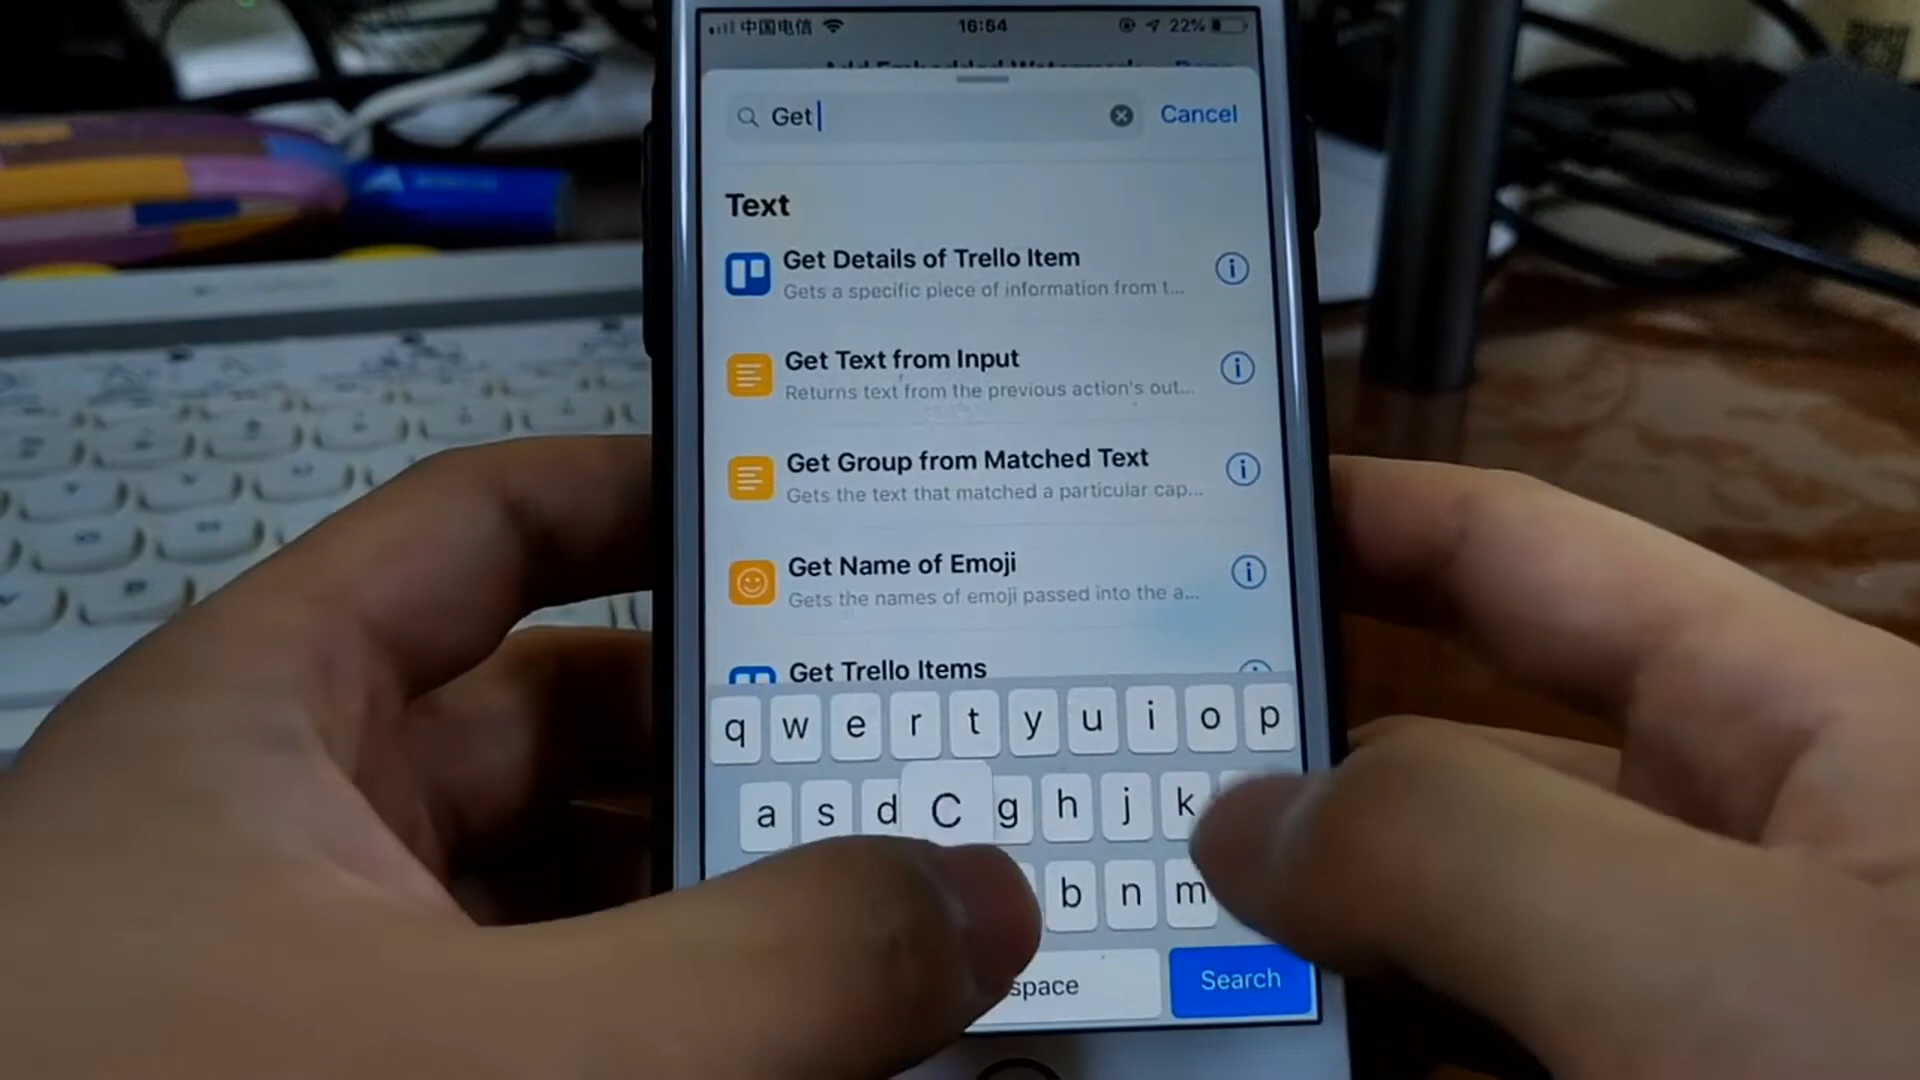 中国电信
16:54
22%
Get
Cancel
Text
Get Details of Trello Item
Gets a specific piece of information from t...
Get Text from Input
Returns text from the previous action's out...
Get Group from Matched Text
Gets the text that matched a particular cap...
Get Name of Emoji
Gets the names of emoji passed into the a...
Get Trello Items
q w e r t y u i o p
a s d C g h j k
b n m
space
Search